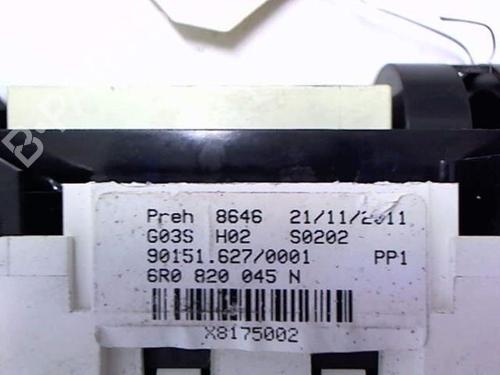 Preh 8646 21/11/2011
G03S H02 S0202
90151.627/0001 PP1
6R0 820 045 N
X8175002